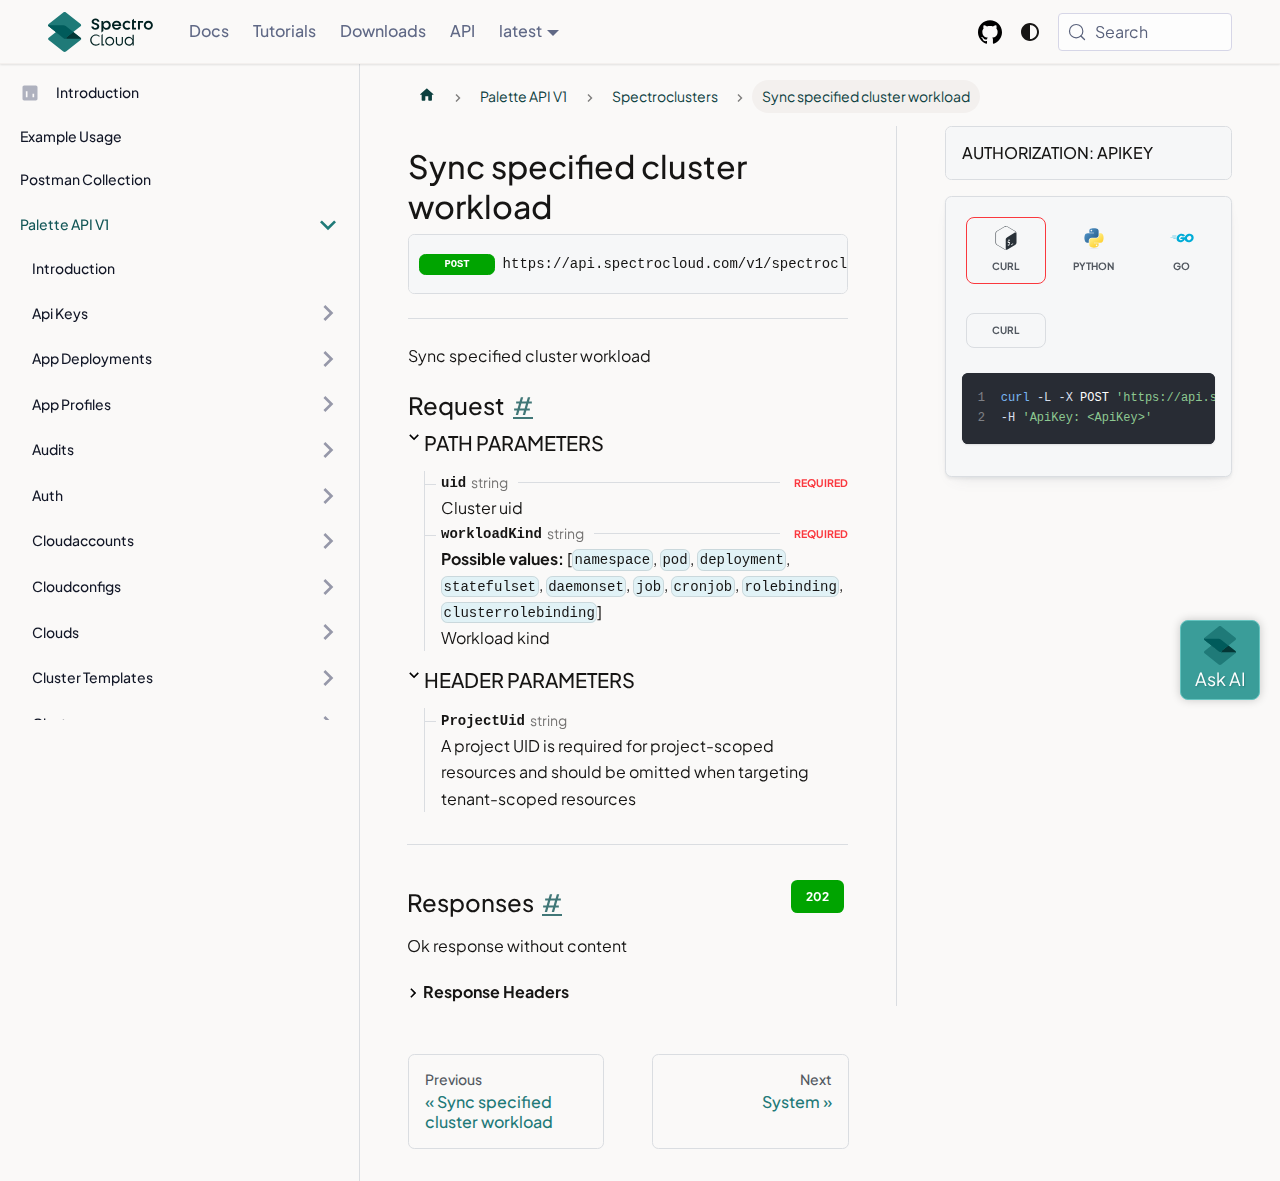 Spectro
Cloud
Docs
Tutorials
Downloads
API
latest
Search
Introduction
Example Usage
Postman Collection
Palette API V1
Introduction
Api Keys
App Deployments
App Profiles
Audits
Auth
Cloudaccounts
Cloudconfigs
Clouds
Cluster Templates
Palette API V1
Spectroclusters
Sync specified cluster workload
Sync specified cluster
workload
POST https://api.spectrocloud.com/v1/spectrocl
Sync specified cluster workload
Request #
PATH PARAMETERS
uid string REQUIRED
Cluster uid
workloadKind string REQUIRED
Possible values: [namespace, pod, deployment,
statefulset, daemonset, job, cronjob, rolebinding,
clusterrolebinding]
Workload kind
HEADER PARAMETERS
ProjectUid string
A project UID is required for project-scoped
resources and should be omitted when targeting
tenant-scoped resources
Responses #
202
Ok response without content
Response Headers
Previous
« Sync specified
cluster workload
Next
System »
AUTHORIZATION: APIKEY
CURL
PYTHON
GO
CURL
1 curl -L -X POST 'https://api.s
2 -H 'ApiKey: <ApiKey>'
Ask AI